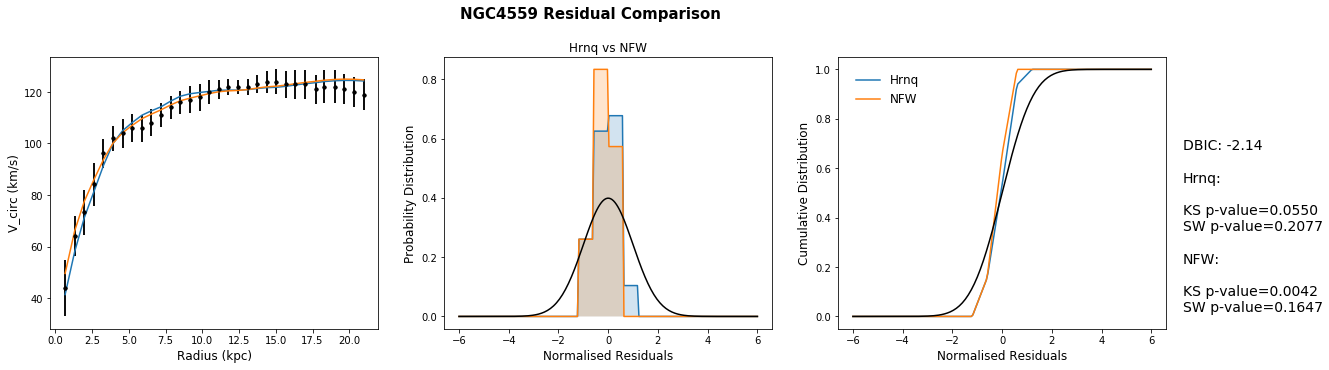 NGC4559 Residual Comparison
V_circ (km/s)
120
100
80
60
40
0.0 2.5 5.0 7.5 10.0 12.5 15.0 17.5 20.0
Radius (kpc)
Hrnq vs NFW
Probability Distribution
0.8
0.6
0.4
0.2
0.0
−6 −4 −2 0 2 4 6
Normalised Residuals
Cumulative Distribution
1.0
0.8
0.6
0.4
0.2
0.0
Hrnq
NFW
−6 −4 −2 0 2 4 6
Normalised Residuals
DBIC: -2.14
Hrnq:
KS p-value=0.0550
SW p-value=0.2077
NFW:
KS p-value=0.0042
SW p-value=0.1647